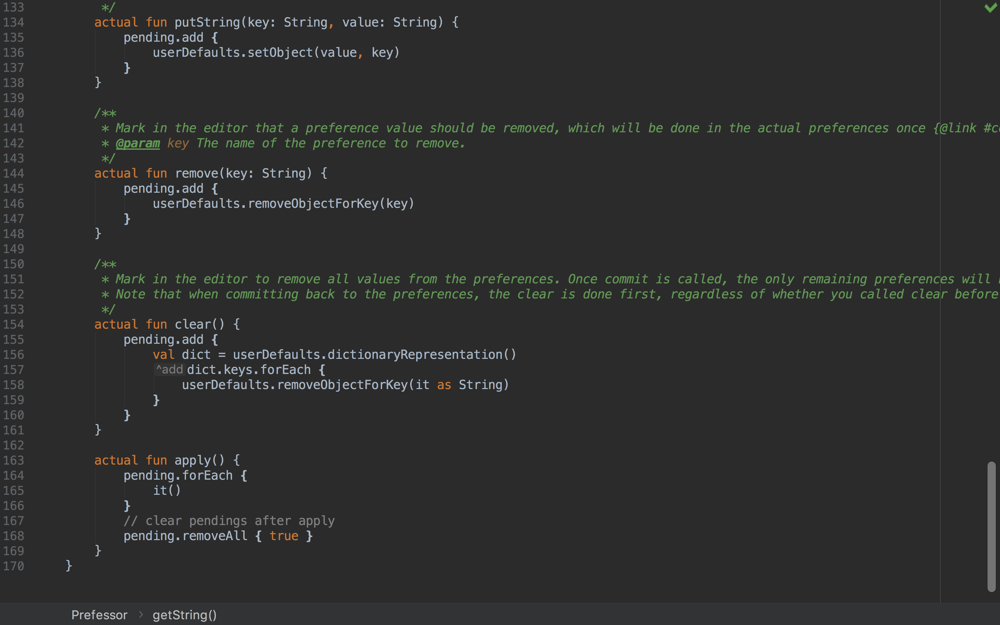 133 */
134 actual fun putString(key: String, value: String) {
135 pending.add {
136 userDefaults.setObject(value, key)
137 }
138 }
139
140 /**
141 * Mark in the editor that a preference value should be removed, which will be done in the actual preferences once {@link
142 * @param key The name of the preference to remove.
143 */
144 actual fun remove(key: String) {
145 pending.add {
146 userDefaults.removeObjectForKey(key)
147 }
148 }
149
150 /**
151 * Mark in the editor to remove all values from the preferences. Once commit is called, the only remaining preferences will
152 * Note that when committing back to the preferences, the clear is done first, regardless of whether you called clear before
153 */
154 actual fun clear() {
155 pending.add {
156 val dict = userDefaults.dictionaryRepresentation()
157 ^add dict.keys.forEach {
158 userDefaults.removeObjectForKey(it as String)
159 }
160 }
161 }
162
163 actual fun apply() {
164 pending.forEach {
165 it()
166 }
167 // clear pendings after apply
168 pending.removeAll { true }
169 }
170 }
Prefessor > getString()